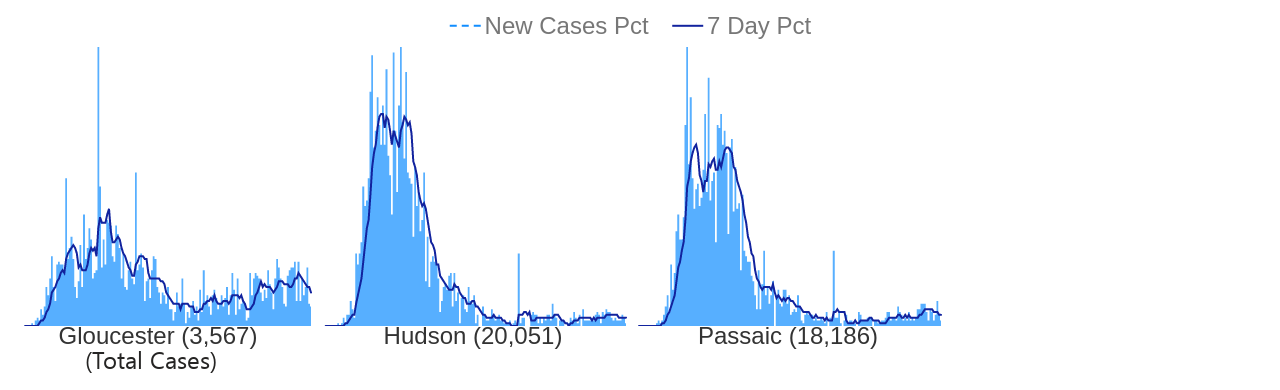 New Cases Pct 7 Day Pct
Gloucester (3,567) Hudson (20,051) Passaic (18,186)
(Total Cases)